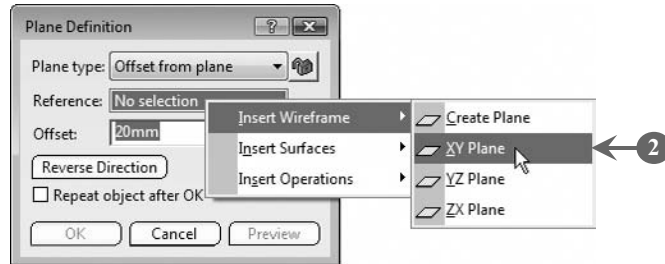 Plane Definition
Plane type: Offset from plane
Reference: No selection
Offset: 20mm
Reverse Direction
Repeat object after OK
OK Cancel Preview
Insert Wireframe
Insert Surfaces
Insert Operations
Create Plane
XY Plane
YZ Plane
ZX Plane
2